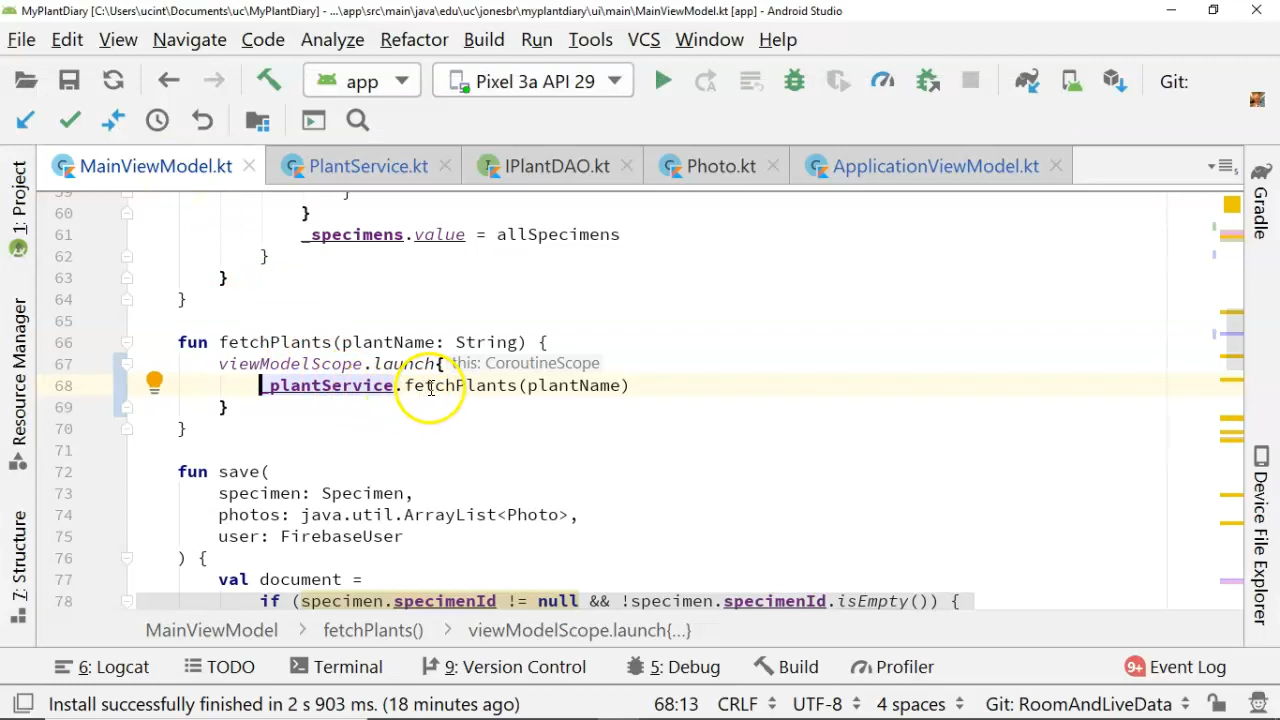 MyPlantDiary [C:\Users\ucint\Documents\uc\MyPlantDiary] - ...\app\src\main\java\edu\uc\jonesbr\myplantdiary\ui\main\MainViewModel.kt [app] - Android Studio
File Edit View Navigate Code Analyze Refactor Build Run Tools VCS Window Help
app Pixel 3a API 29 Git:
MainViewModel.kt PlantService.kt IPlantDAO.kt Photo.kt ApplicationViewModel.kt
1: Project
Resource Manager
7: Structure
Gradle
Device File Explorer
59 }
60 }
61 _specimens.value = allSpecimens
62 }
63 }
64 }
65
66 fun fetchPlants(plantName: String) {
67 viewModelScope.launch{ this: CoroutineScope
68 _plantService.fetchPlants(plantName)
69 }
70 }
71
72 fun save(
73 specimen: Specimen,
74 photos: java.util.ArrayList<Photo>,
75 user: FirebaseUser
76 ) {
77 val document =
78 if (specimen.specimenId != null && !specimen.specimenId.isEmpty()) {
MainViewModel > fetchPlants() > viewModelScope.launch{...}
6: Logcat TODO Terminal 9: Version Control 5: Debug Build Profiler 9+ Event Log
Install successfully finished in 2 s 903 ms. (18 minutes ago) 68:13 CRLF UTF-8 4 spaces Git: RoomAndLiveData